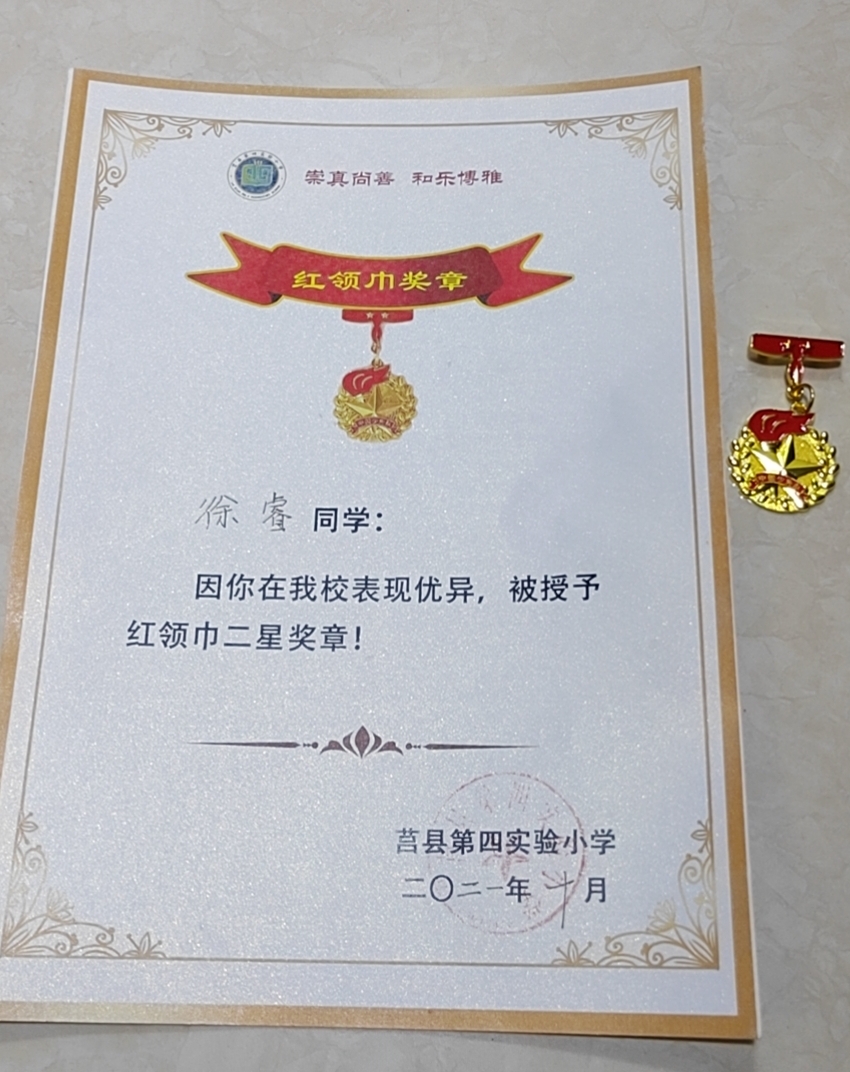 崇真尚善 和乐博雅
红领巾奖章
徐睿 同学：
因你在我校表现优异，被授予
红领巾二星奖章！
莒县第四实验小学
二〇二一年 月